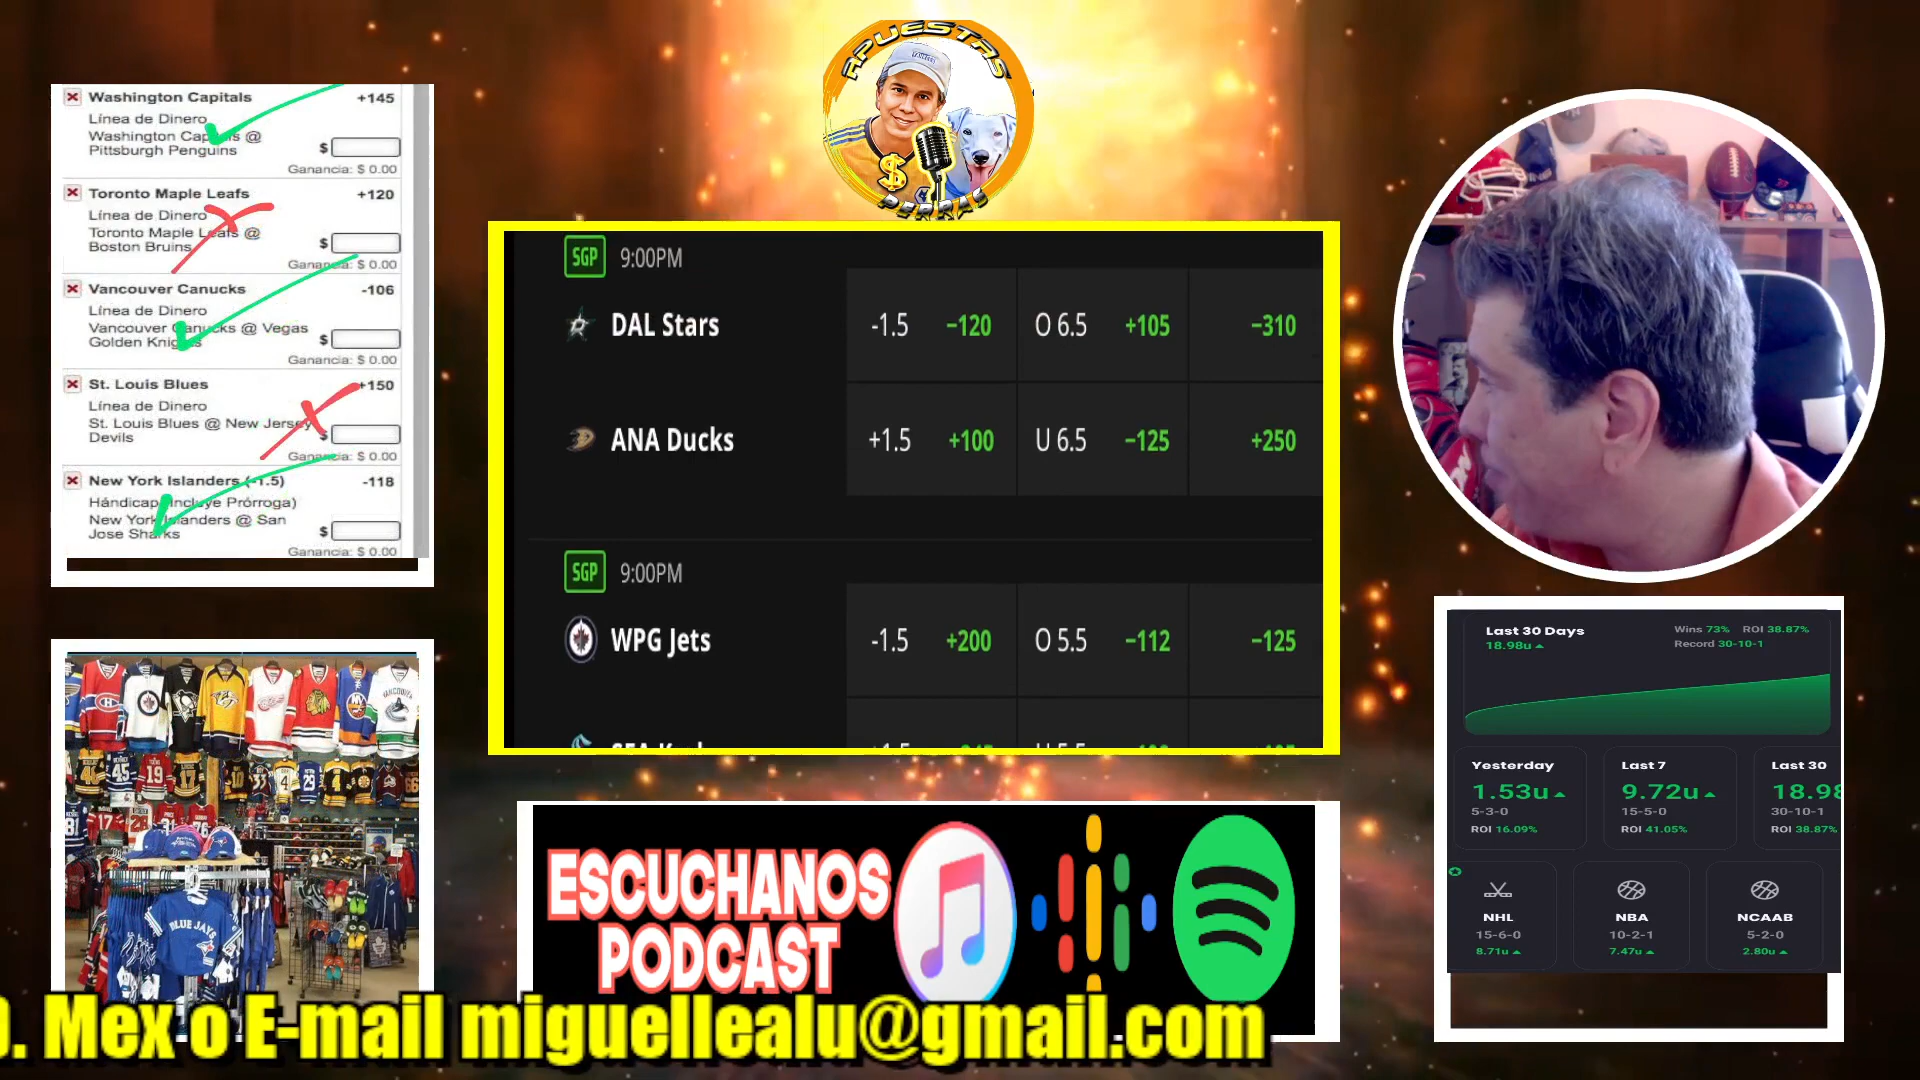 APUESTAS
PERRAS
Washington Capitals +145
Línea de Dinero
Washington Capitals @
Pittsburgh Penguins $
Ganancia: $ 0.00
Toronto Maple Leafs +120
Línea de Dinero
Toronto Maple Leafs @
Boston Bruins $
Ganancia: $ 0.00
Vancouver Canucks -106
Línea de Dinero
Vancouver Canucks @ Vegas
Golden Knights $
Ganancia: $ 0.00
St. Louis Blues +150
Línea de Dinero
St. Louis Blues @ New Jersey
Devils $
Ganancia: $ 0.00
New York Islanders (-1.5) -118
Hándicap (Incluye Prórroga)
New York Islanders @ San
Jose Sharks $
Ganancia: $ 0.00
SGP 9:00PM
DAL Stars -1.5 −120 O 6.5 +105 −310
ANA Ducks +1.5 +100 U 6.5 −125 +250
SGP 9:00PM
WPG Jets -1.5 +200 O 5.5 −112 −125
Last 30 Days Wins 73% ROI 38.87%
18.98u Record 30-10-1
Yesterday Last 7 Last 30
1.53u 9.72u 18.98
5-3-0 15-5-0 30-10-1
ROI 16.09% ROI 41.05% ROI 38.87%
NHL NBA NCAAB
15-6-0 10-2-1 5-2-0
8.71u 7.47u 2.80u
BLUE JAYS
ESCUCHANOS
PODCAST
. Mex o E-mail miguellealu@gmail.com